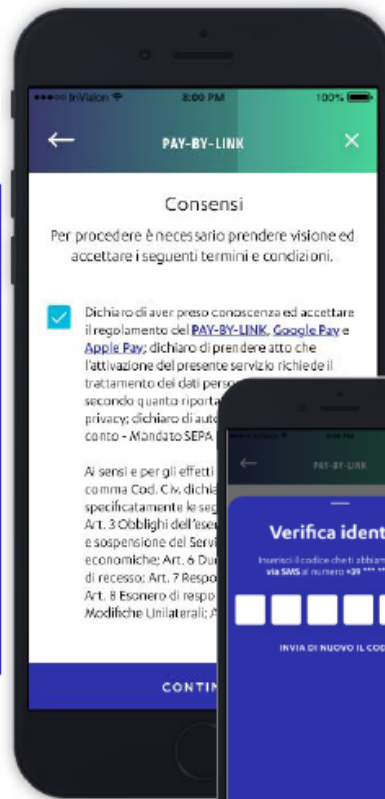 InVision 8:00 PM 100%
PAY-BY-LINK
Consensi
Per procedere è necessario prendere visione ed
accettare i seguenti termini e condizioni.
Dichiaro di aver preso conoscenza ed accettare
il regolamento del PAY-BY-LINK, Google Pay e
Apple Pay; dichiaro di prendere atto che
l'attivazione del presente servizio richiede il
trattamento dei dati perso
secondo quanto riporta
privacy; dichiaro di auto
conto - Mandato SEPA
Ai sensi e per gli effetti
comma Cod. Civ. dichia
specificatamente le seg
Art. 3 Obblighi dell'eser
e sospensione del Servi
economiche; Art. 6 Du
di recesso; Art. 7 Respo
Art. 8 Esonero di respo
Modifiche Unilaterali; A
CONTIN
8:00 PM
PAY-BY-LINK
Verifica ident
Inserisci il codice che ti abbiam
via SMS al numero +39 *** **
INVIA DI NUOVO IL COD